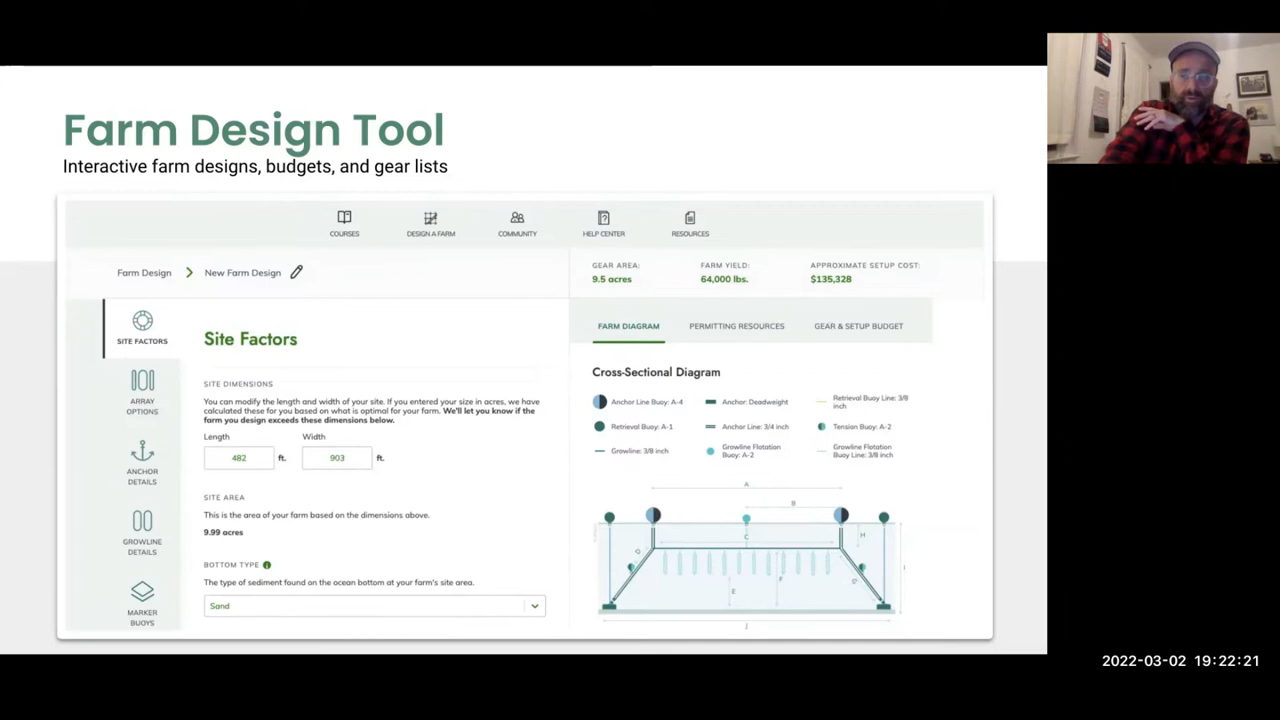 Farm Design Tool
Interactive farm designs, budgets, and gear lists
COURSES
DESIGN A FARM
COMMUNITY
HELP CENTER
RESOURCES
Farm Design
New Farm Design
GEAR AREA:
9.5 acres
FARM YIELD:
64,000 lbs.
APPROXIMATE SETUP COST:
$135,328
SITE FACTORS
ARRAY
OPTIONS
ANCHOR
DETAILS
GROWLINE
DETAILS
MARKER
BUOYS
Site Factors
SITE DIMENSIONS
You can modify the length and width of your site. If you entered your size in acres, we have
calculated these for you based on what is optimal for your farm. We'll let you know if the
farm you design exceeds these dimensions below.
Length
Width
482 ft.
903 ft.
SITE AREA
This is the area of your farm based on the dimensions above.
9.99 acres
BOTTOM TYPE
The type of sediment found on the ocean bottom at your farm's site area.
Sand
FARM DIAGRAM
PERMITTING RESOURCES
GEAR & SETUP BUDGET
Cross-Sectional Diagram
Anchor Line Buoy: A-4
Anchor: Deadweight
Retrieval Buoy Line: 3/8
inch
Retrieval Buoy: A-1
Anchor Line: 3/4 inch
Tension Buoy: A-2
Growline: 3/8 inch
Growline Flotation
Buoy: A-2
Growline Flotation
Buoy Line: 3/8 inch
A
B
C
H
F
E
J
2022-03-02 19:22:21